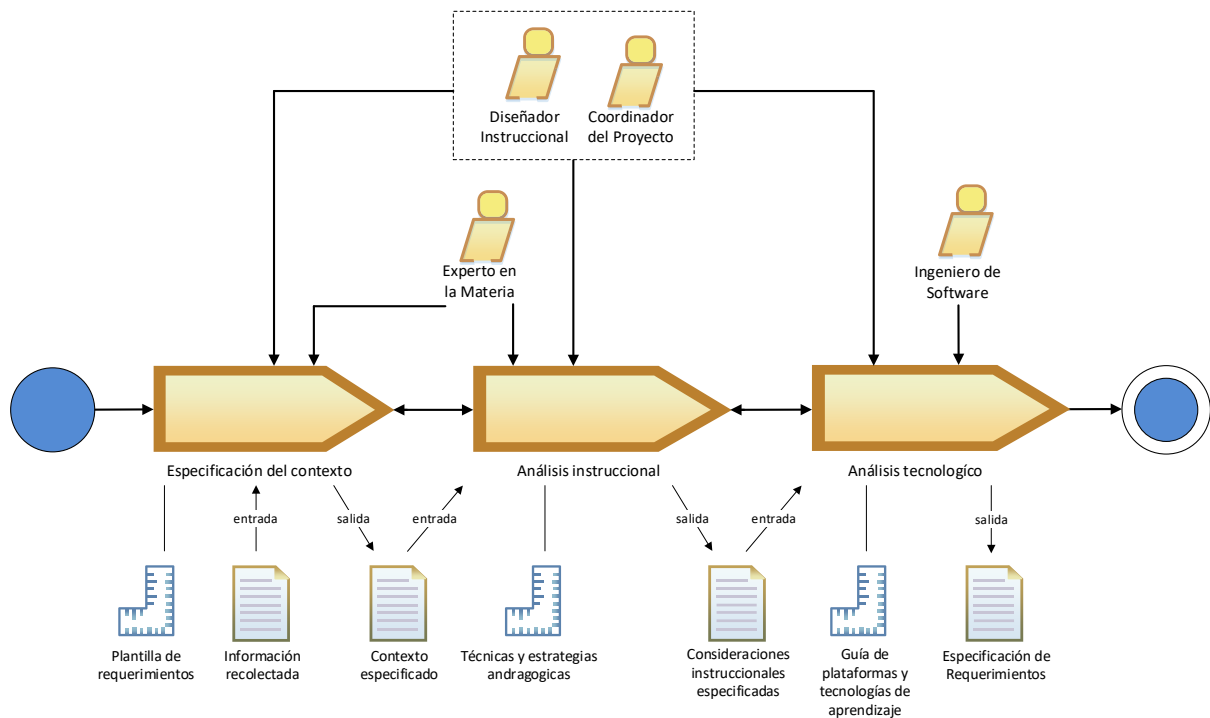 Diseñador
Instruccional
Coordinador
del Proyecto
Experto en
la Materia
Ingeniero de
Software
Especificación del contexto
Análisis instruccional
Análisis tecnologíco
entrada
salida
entrada
salida
entrada
salida
Plantilla de
requerimientos
Información
recolectada
Contexto
especificado
Técnicas y estrategias
andragogicas
Consideraciones
instruccionales
especificadas
Guía de
plataformas y
tecnologías de
aprendizaje
Especificación de
Requerimientos